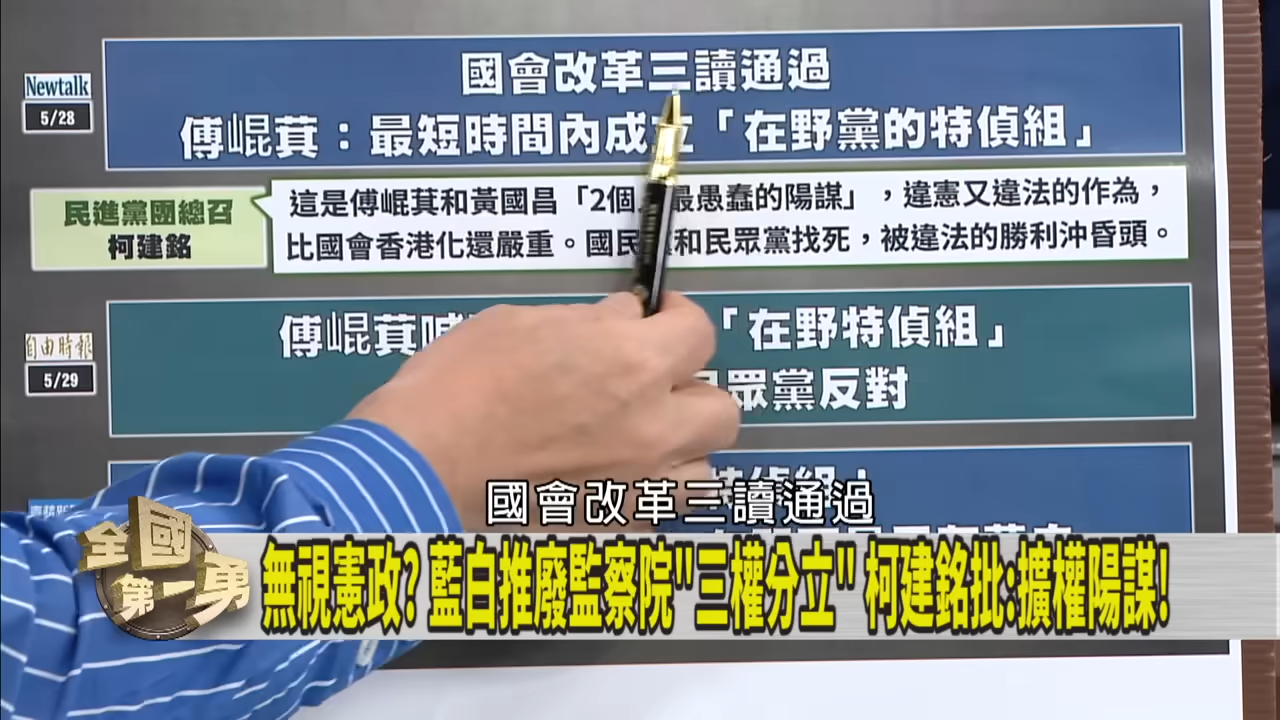 Newtalk
5/28
國會改革三讀通過
傅崐萁：最短時間內成立「在野黨的特偵組」
民進黨團總召
柯建銘
這是傅崐萁和黃國昌「2個 最愚蠢的陽謀」，違憲又違法的作為，
比國會香港化還嚴重。國民 和民眾黨找死，被違法的勝利沖昏頭。
自由時報
5/29
傅崐萁喊 「在野特偵組」
眾黨反對
特偵組」
國會改革三讀通過
全國第一勇
無視憲政? 藍白推廢監察院"三權分立" 柯建銘批:擴權陽謀!